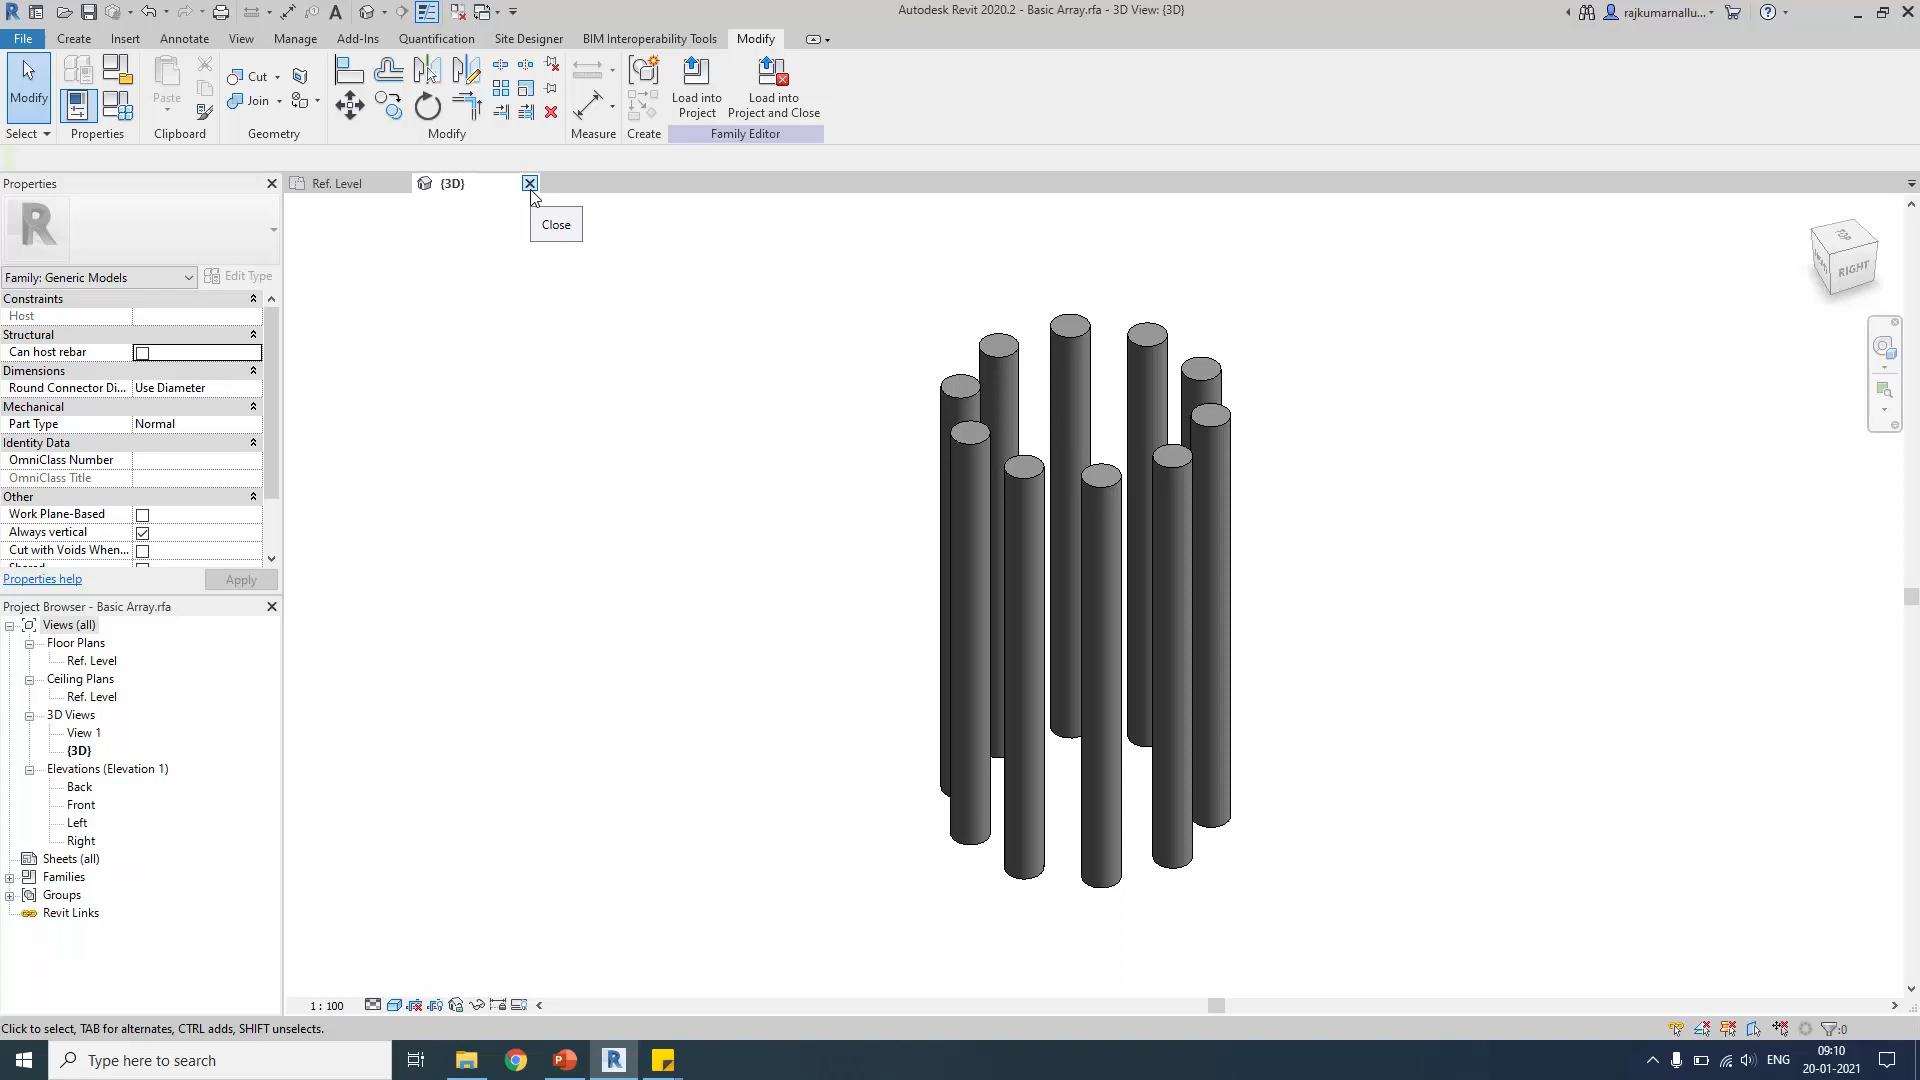 Autodesk Revit 2020.2 - Basic Array.rfa - 3D View: {3D}
rajkumarnallu...
File Create Insert Annotate View Manage Add-Ins Quantification Site Designer BIM Interoperability Tools Modify
Modify
Paste
Cut
Join
Load into Project
Load into Project and Close
Select Properties Clipboard Geometry Modify Measure Create Family Editor
Properties
Ref. Level
{3D}
Close
Family: Generic Models
Edit Type
Constraints
Host
Structural
Can host rebar
Dimensions
Round Connector Di... Use Diameter
Mechanical
Part Type Normal
Identity Data
OmniClass Number
OmniClass Title
Other
Work Plane-Based
Always vertical
Cut with Voids When...
Properties help
Apply
TOP
RIGHT
Project Browser - Basic Array.rfa
Views (all)
Floor Plans
Ref. Level
Ceiling Plans
Ref. Level
3D Views
View 1
{3D}
Elevations (Elevation 1)
Back
Front
Left
Right
Sheets (all)
Families
Groups
Revit Links
1 : 100
Click to select, TAB for alternates, CTRL adds, SHIFT unselects.
:0
Type here to search
ENG
09:10
20-01-2021